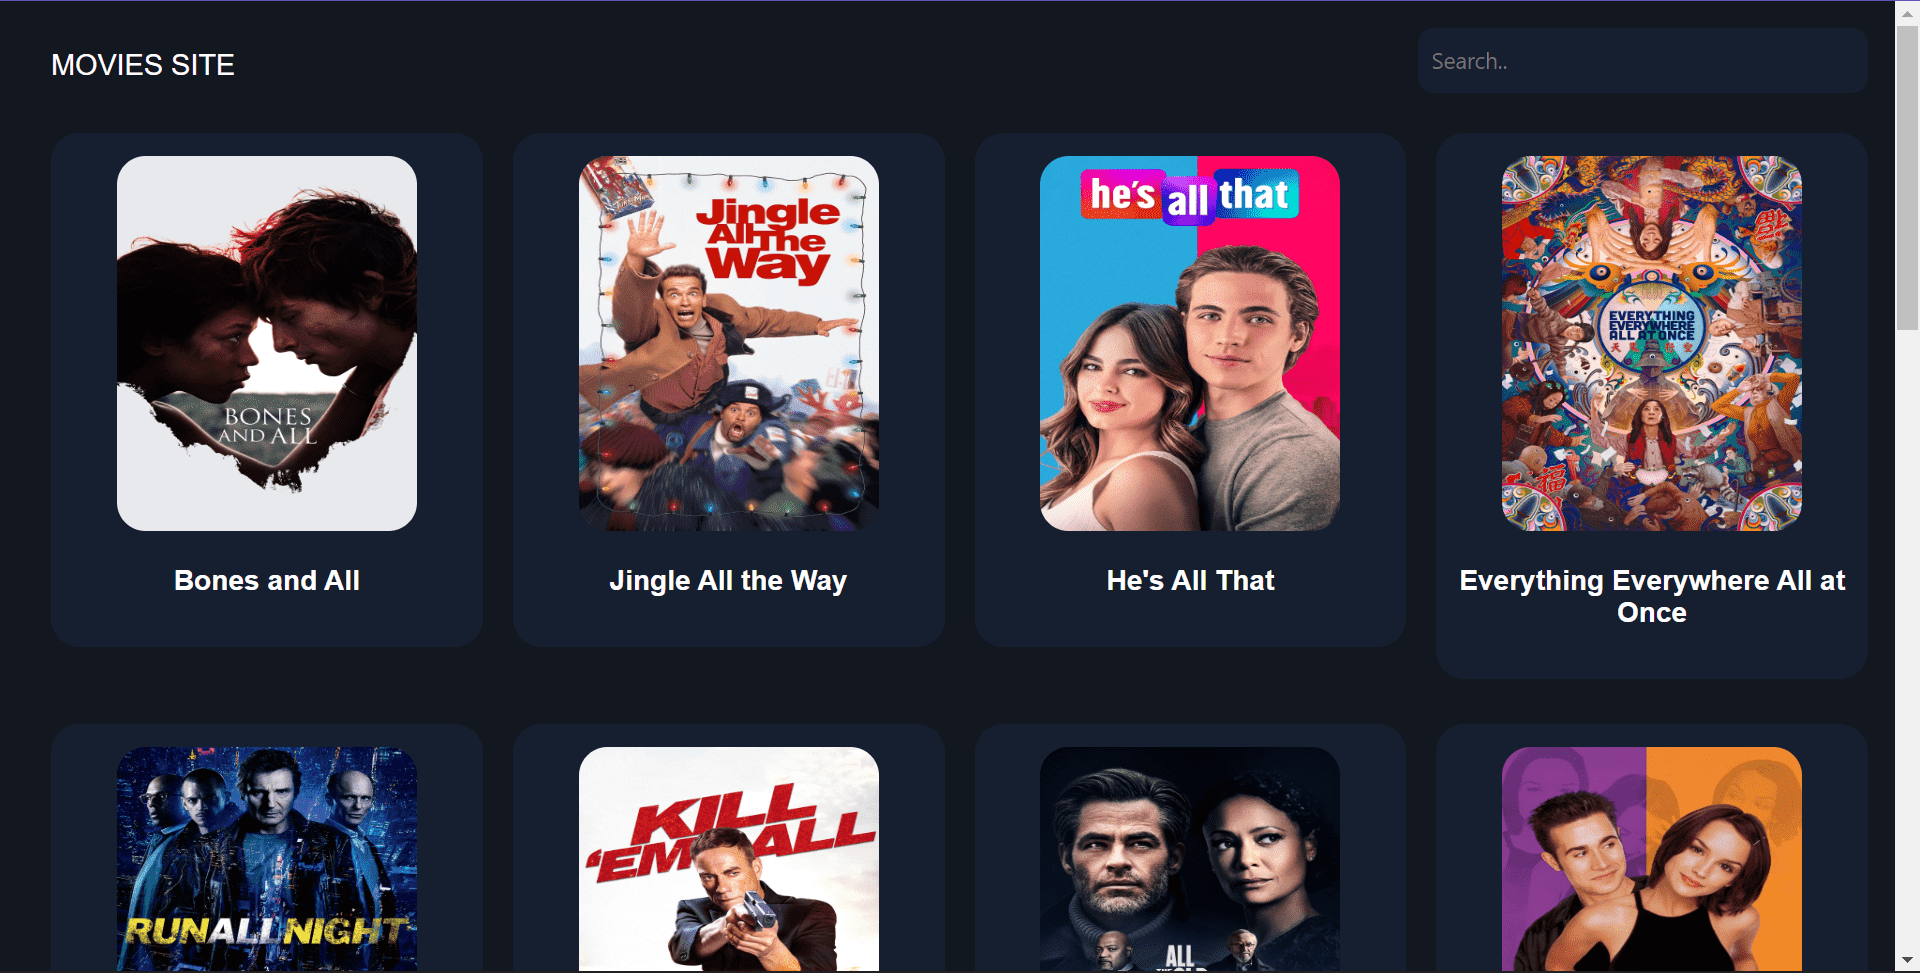 MOVIES SITE
Search..
BONES
AND ALL
Jingle
All The
Way
he's all that
EVERYTHING
EVERYWHERE
ALL AT ONCE
福
Bones and All
Jingle All the Way
He's All That
Everything Everywhere All at
Once
RUN ALL NIGHT
KILL
'EM ALL
ALL